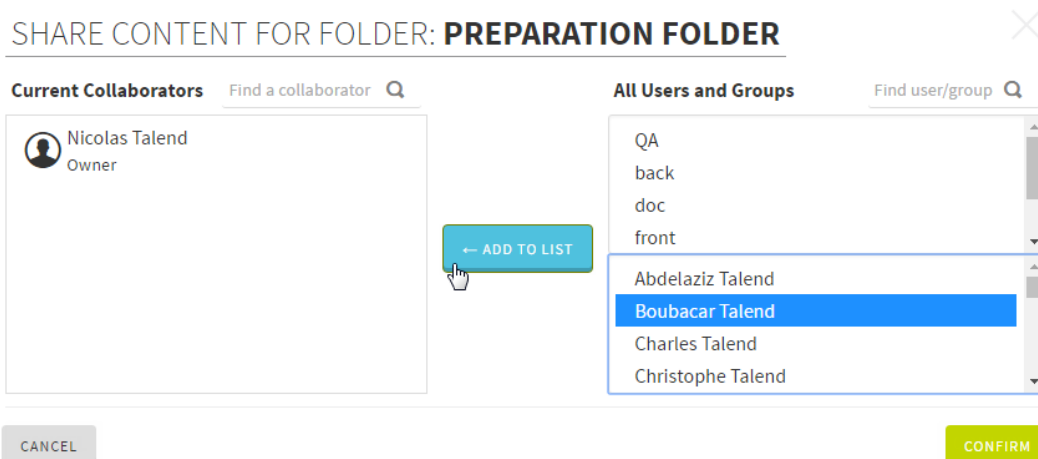 SHARE CONTENT FOR FOLDER: PREPARATION FOLDER
Current Collaborators
Find a collaborator
Nicolas Talend
Owner
← ADD TO LIST
All Users and Groups
Find user/group
QA
back
doc
front
Abdelaziz Talend
Boubacar Talend
Charles Talend
Christophe Talend
CANCEL
CONFIRM